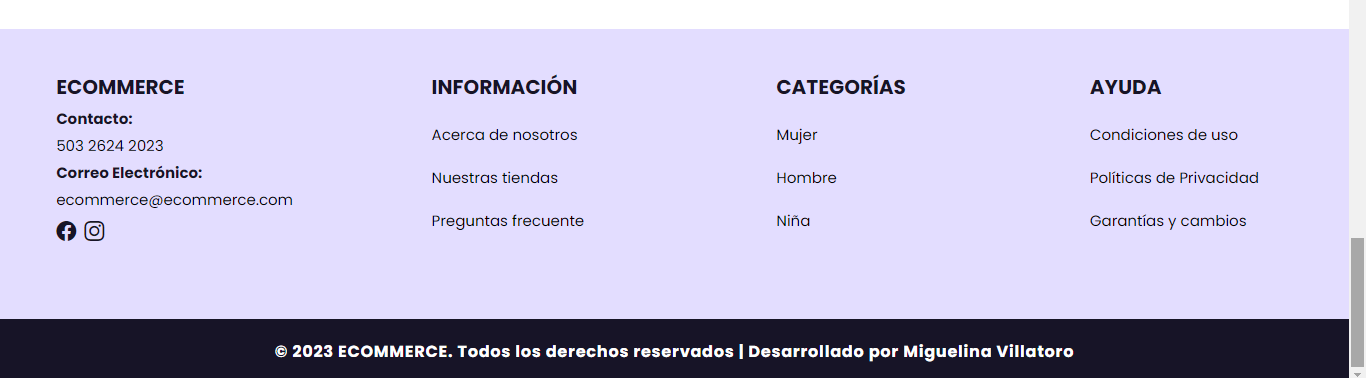 ECOMMERCE
Contacto:
503 2624 2023
Correo Electrónico:
ecommerce@ecommerce.com
INFORMACIÓN
Acerca de nosotros
Nuestras tiendas
Preguntas frecuente
CATEGORÍAS
Mujer
Hombre
Niña
AYUDA
Condiciones de uso
Políticas de Privacidad
Garantías y cambios
© 2023 ECOMMERCE. Todos los derechos reservados | Desarrollado por Miguelina Villatoro